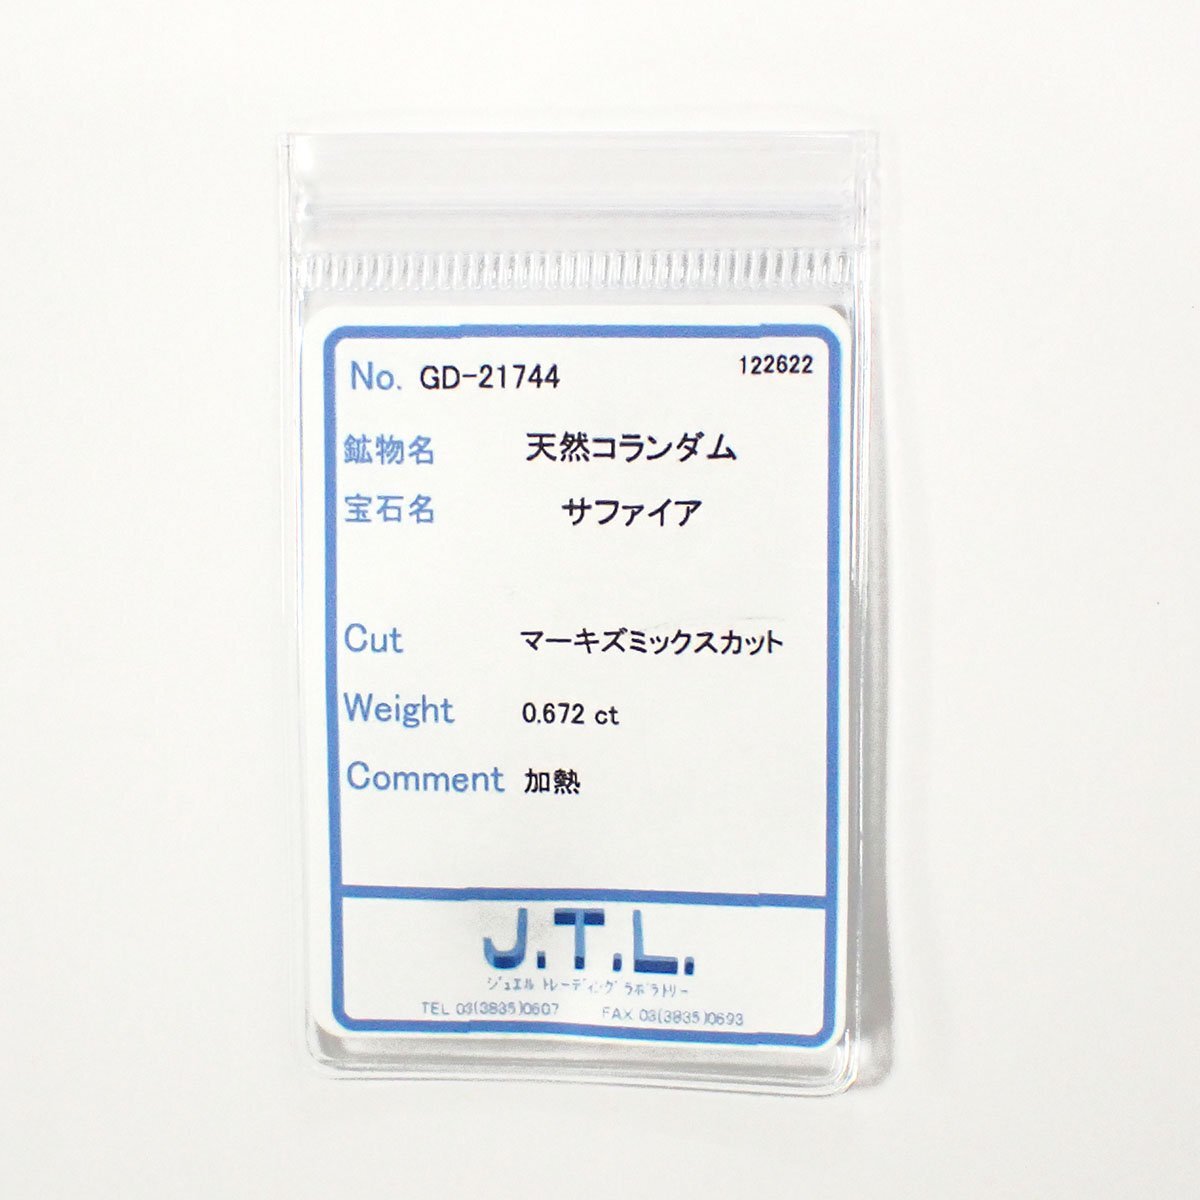 No. GD-21744 122622
鉱物名 天然コランダム
宝石名 サファイア
Cut マーキズミックスカット
Weight 0.672 ct
Comment 加熱
J.T.L.
ジュエル トレーディング ラボラトリー
TEL 03(3835)0607 FAX 03(3835)0693